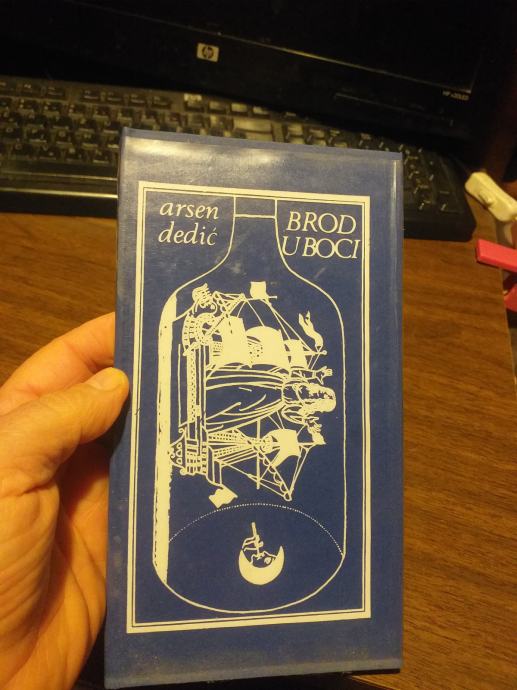 hp
arsen
dedić
BROD
U BOCI